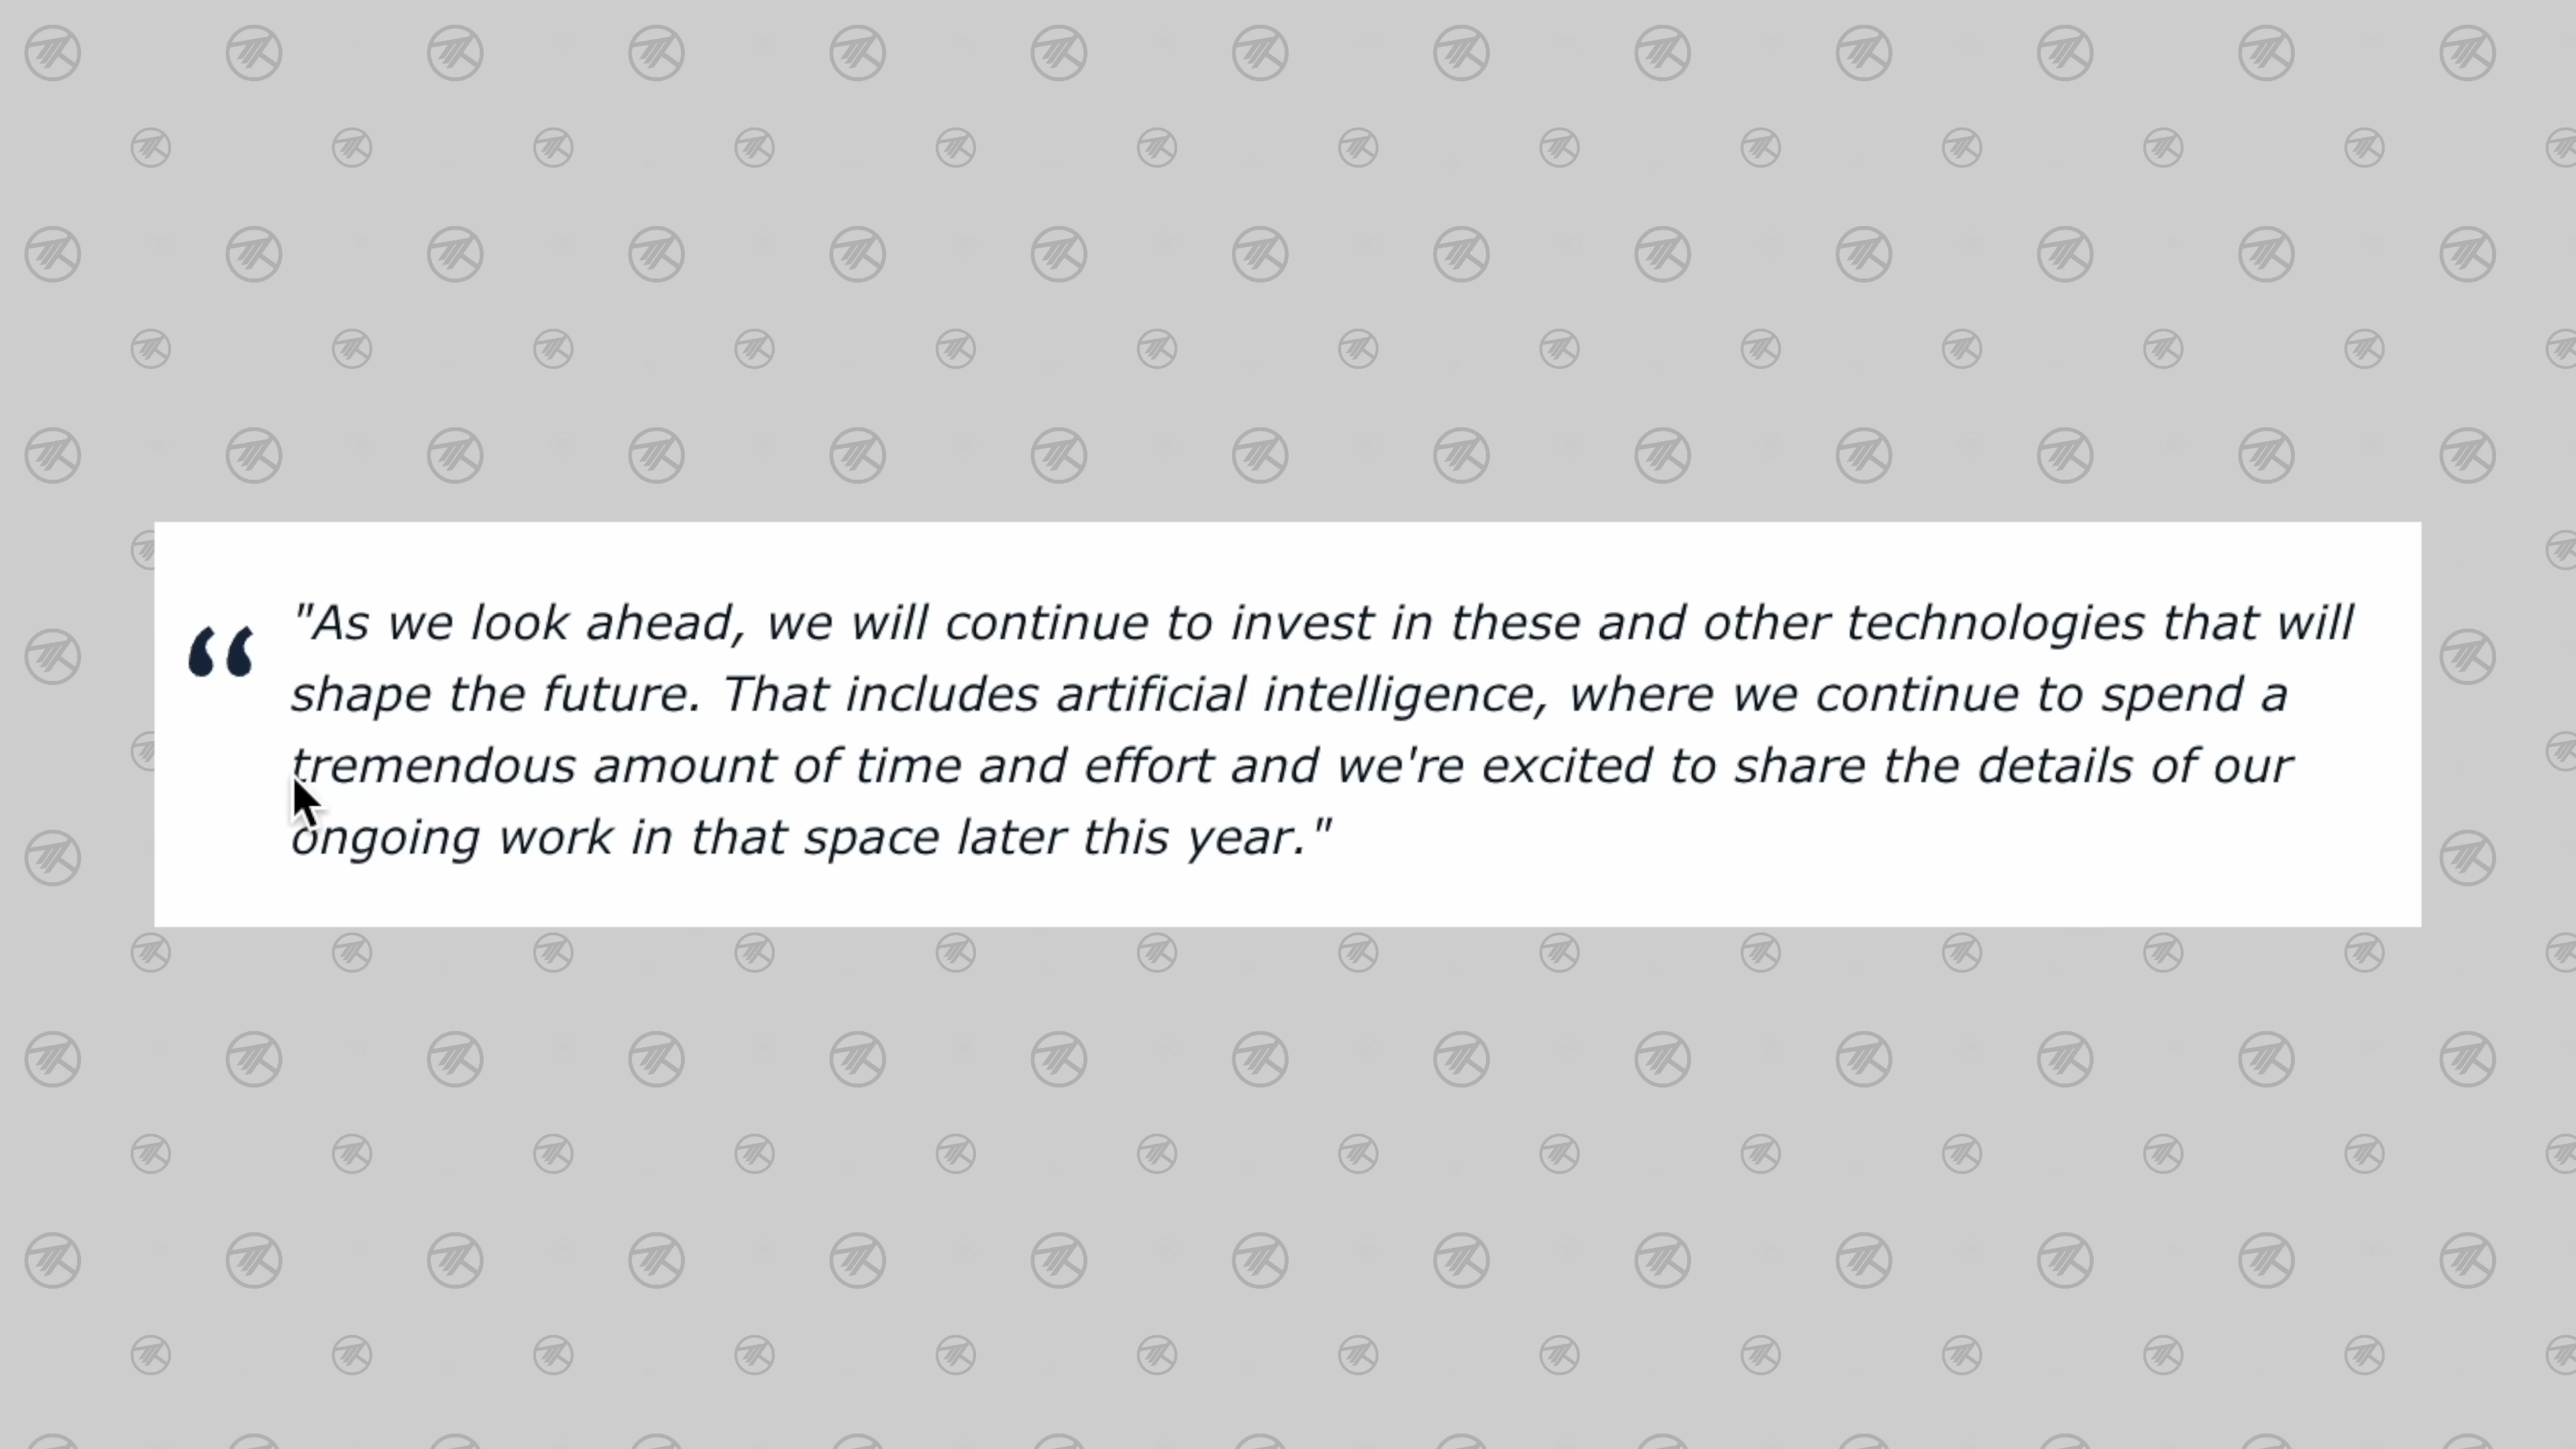 “
"As we look ahead, we will continue to invest in these and other technologies that will
shape the future. That includes artificial intelligence, where we continue to spend a
tremendous amount of time and effort and we're excited to share the details of our
ongoing work in that space later this year."